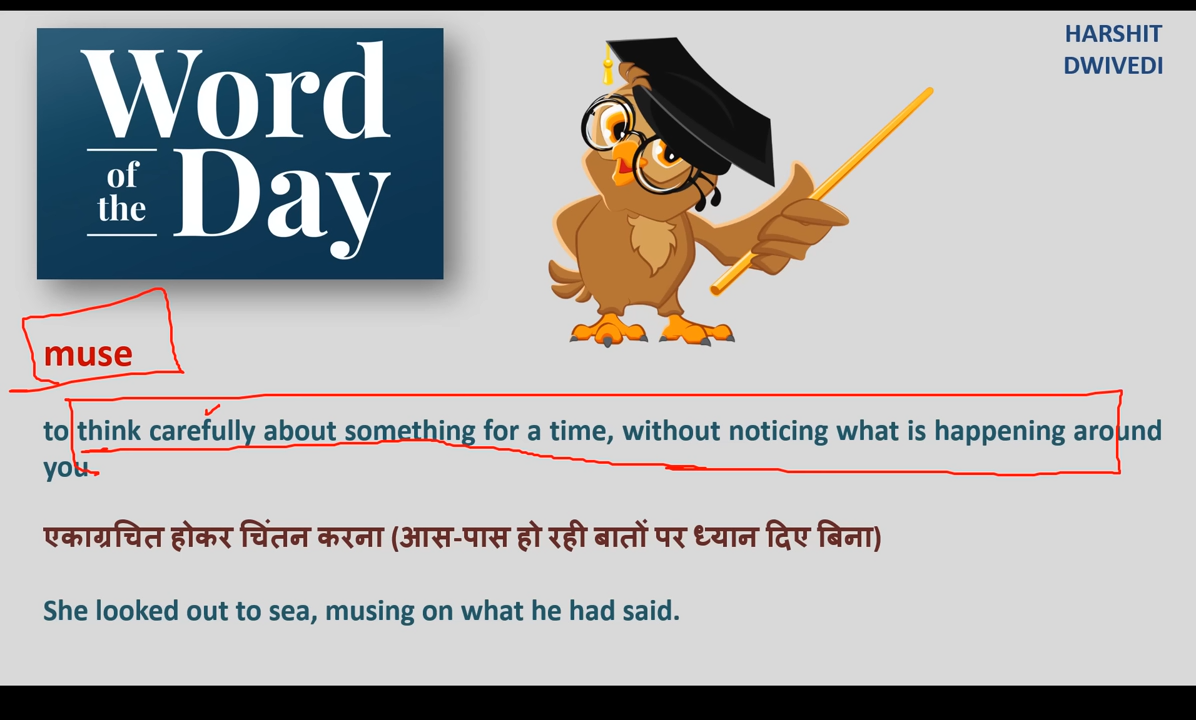 Word
of
the
Day
HARSHIT
DWIVEDI
muse
to think carefully about something for a time, without noticing what is happening around
you.
एकाग्रचित होकर चिंतन करना (आस-पास हो रही बातों पर ध्यान दिए बिना)
She looked out to sea, musing on what he had said.